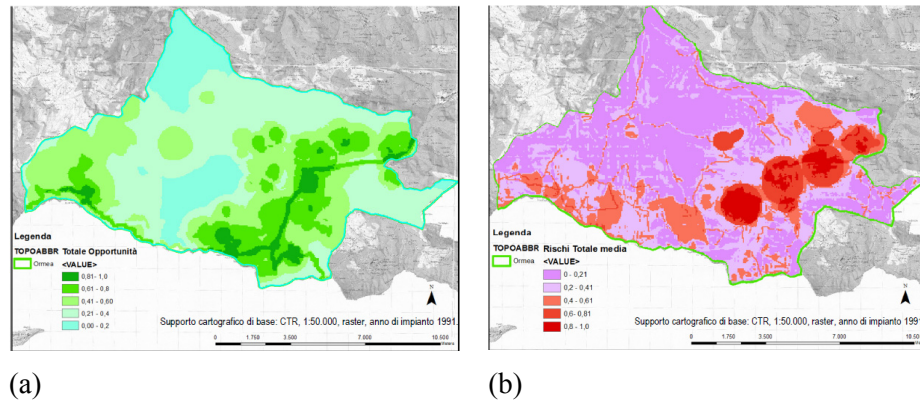 Legenda
TOPOABBR Totale Opportunità
Ormea
<VALUE>
0,81- 1,0
0,61 - 0,8
0,41 - 0,60
0,21 - 0,4
0,00 - 0,2
N
Supporto cartografico di base: CTR, 1:50.000, raster, anno di impianto 1991.
0 1.750 3.500 7.000 10.500
(a)
Legenda
TOPOABBR Rischi Totale media
Ormea
<VALUE>
0 - 0,21
0,2 - 0,41
0,4 - 0,61
0,6- 0,81
0,8 - 1,0
N
Supporto cartografico di base: CTR, 1:50.000, raster, anno di impianto 1991
0 1.750 3.500 7.000 10.500
(b)